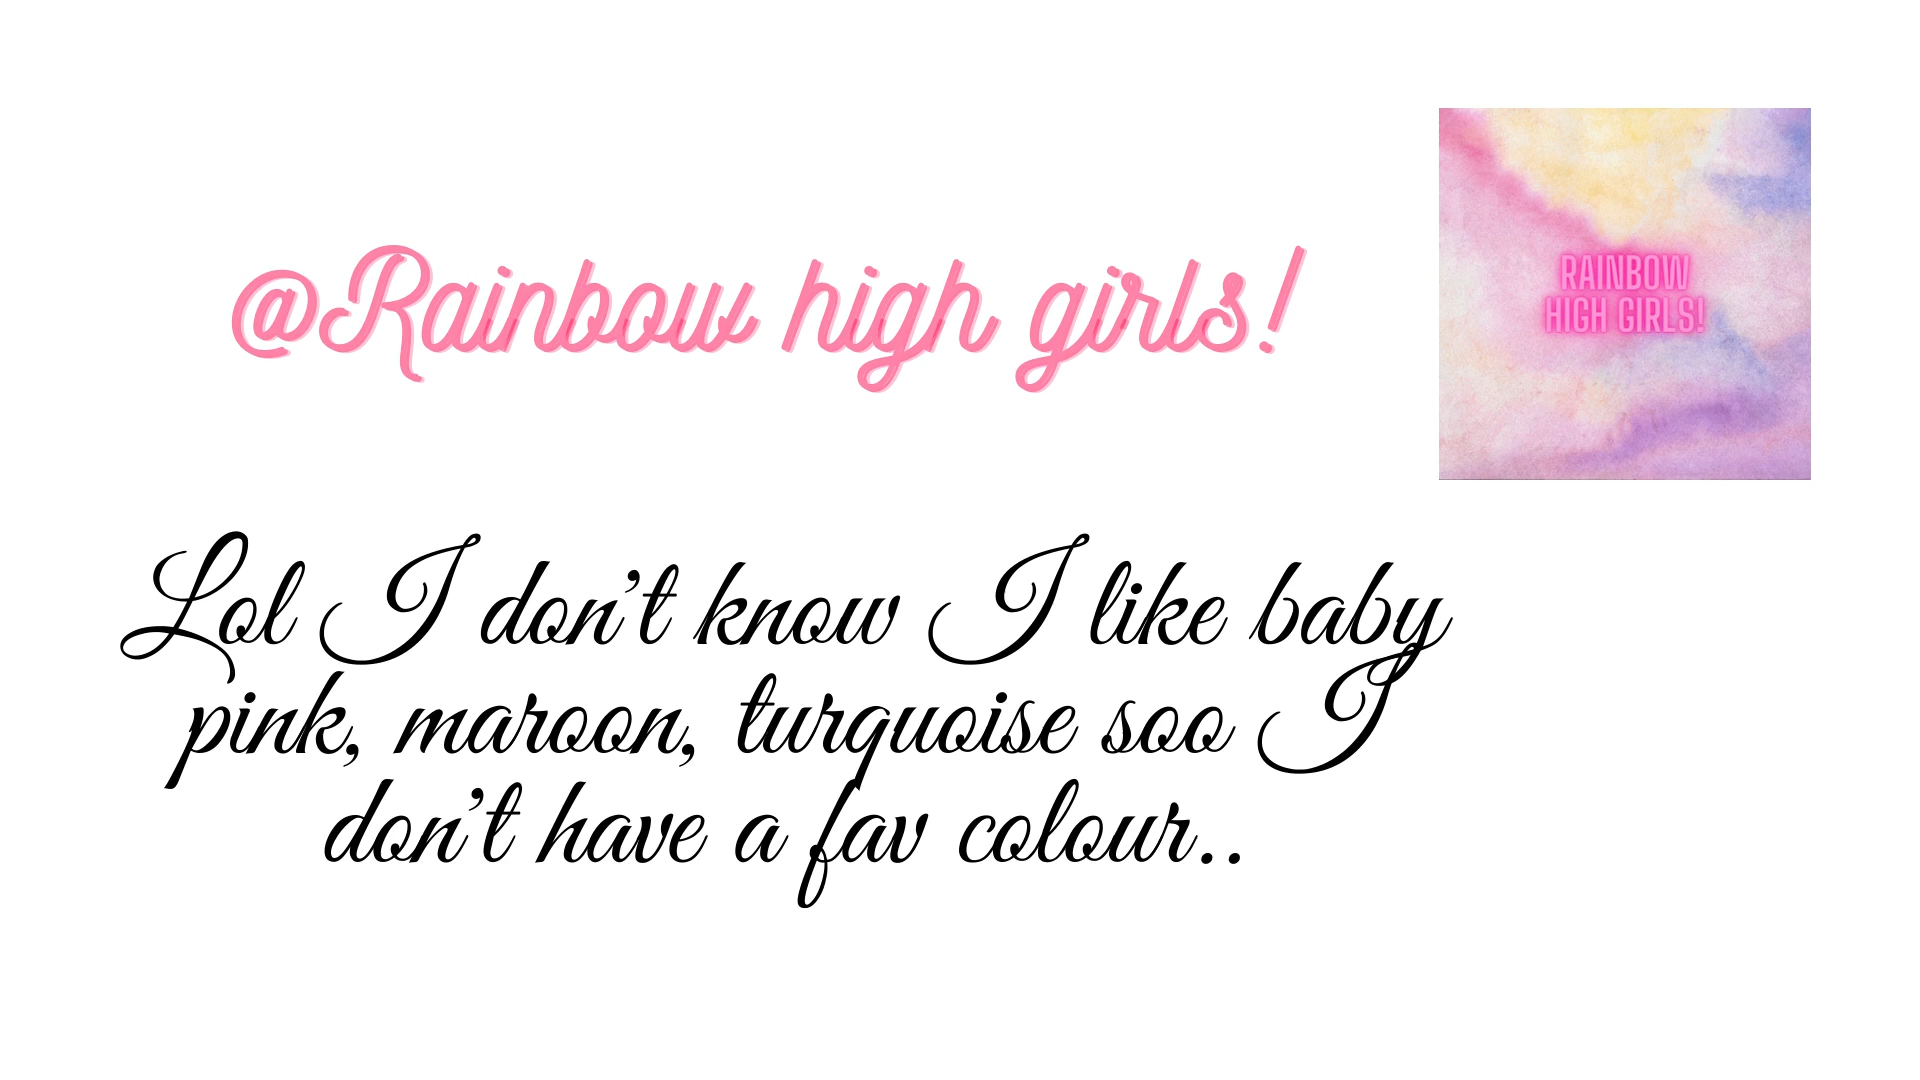 @Rainbow high girls!
RAINBOW
HIGH GIRLS!
Lol I don't know I like baby
pink, maroon, turquoise soo I
don't have a fav colour..